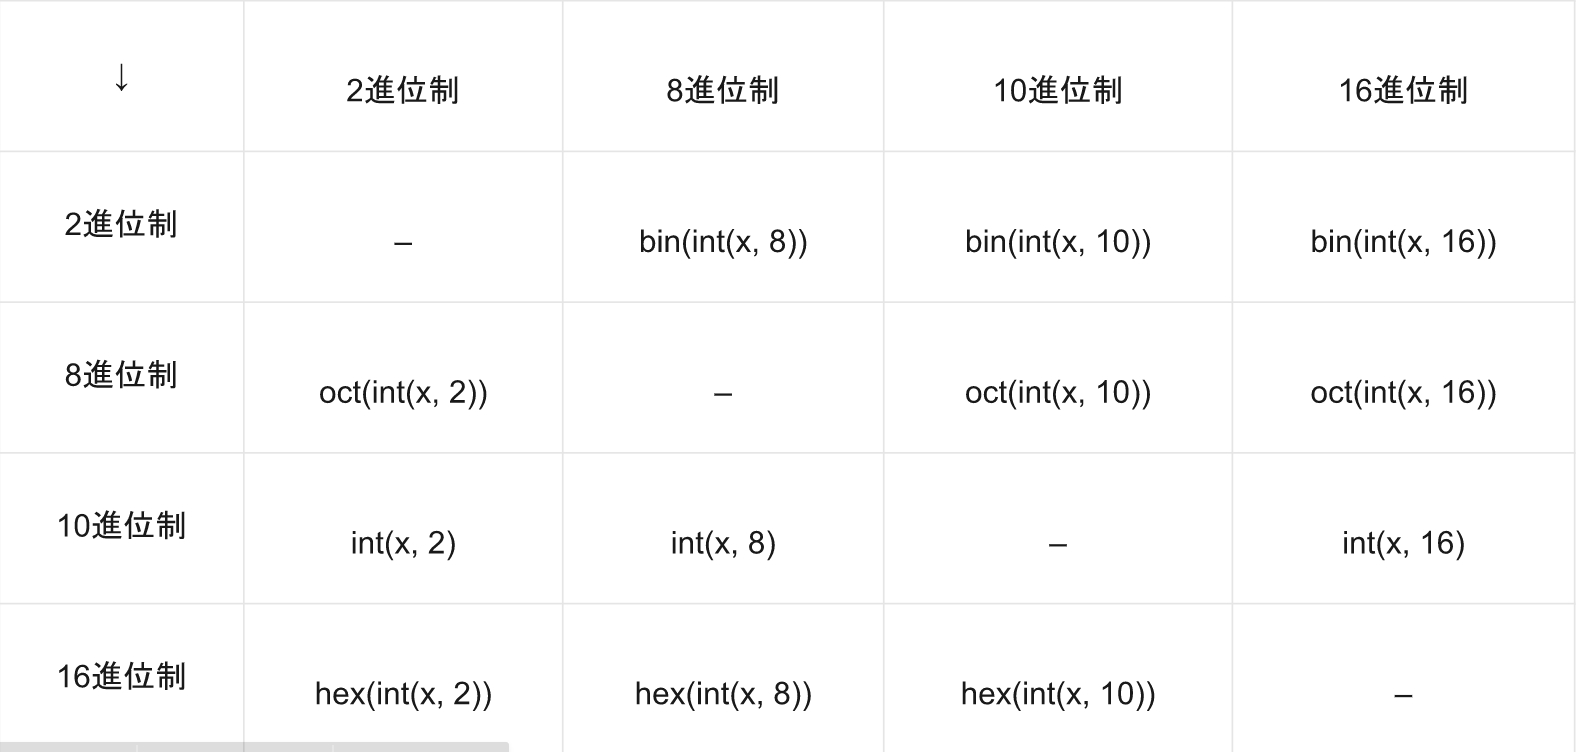 ↓ 2進位制 8進位制 10進位制 16進位制
2進位制 – bin(int(x, 8)) bin(int(x, 10)) bin(int(x, 16))
8進位制 oct(int(x, 2)) – oct(int(x, 10)) oct(int(x, 16))
10進位制 int(x, 2) int(x, 8) – int(x, 16)
16進位制 hex(int(x, 2)) hex(int(x, 8)) hex(int(x, 10)) –